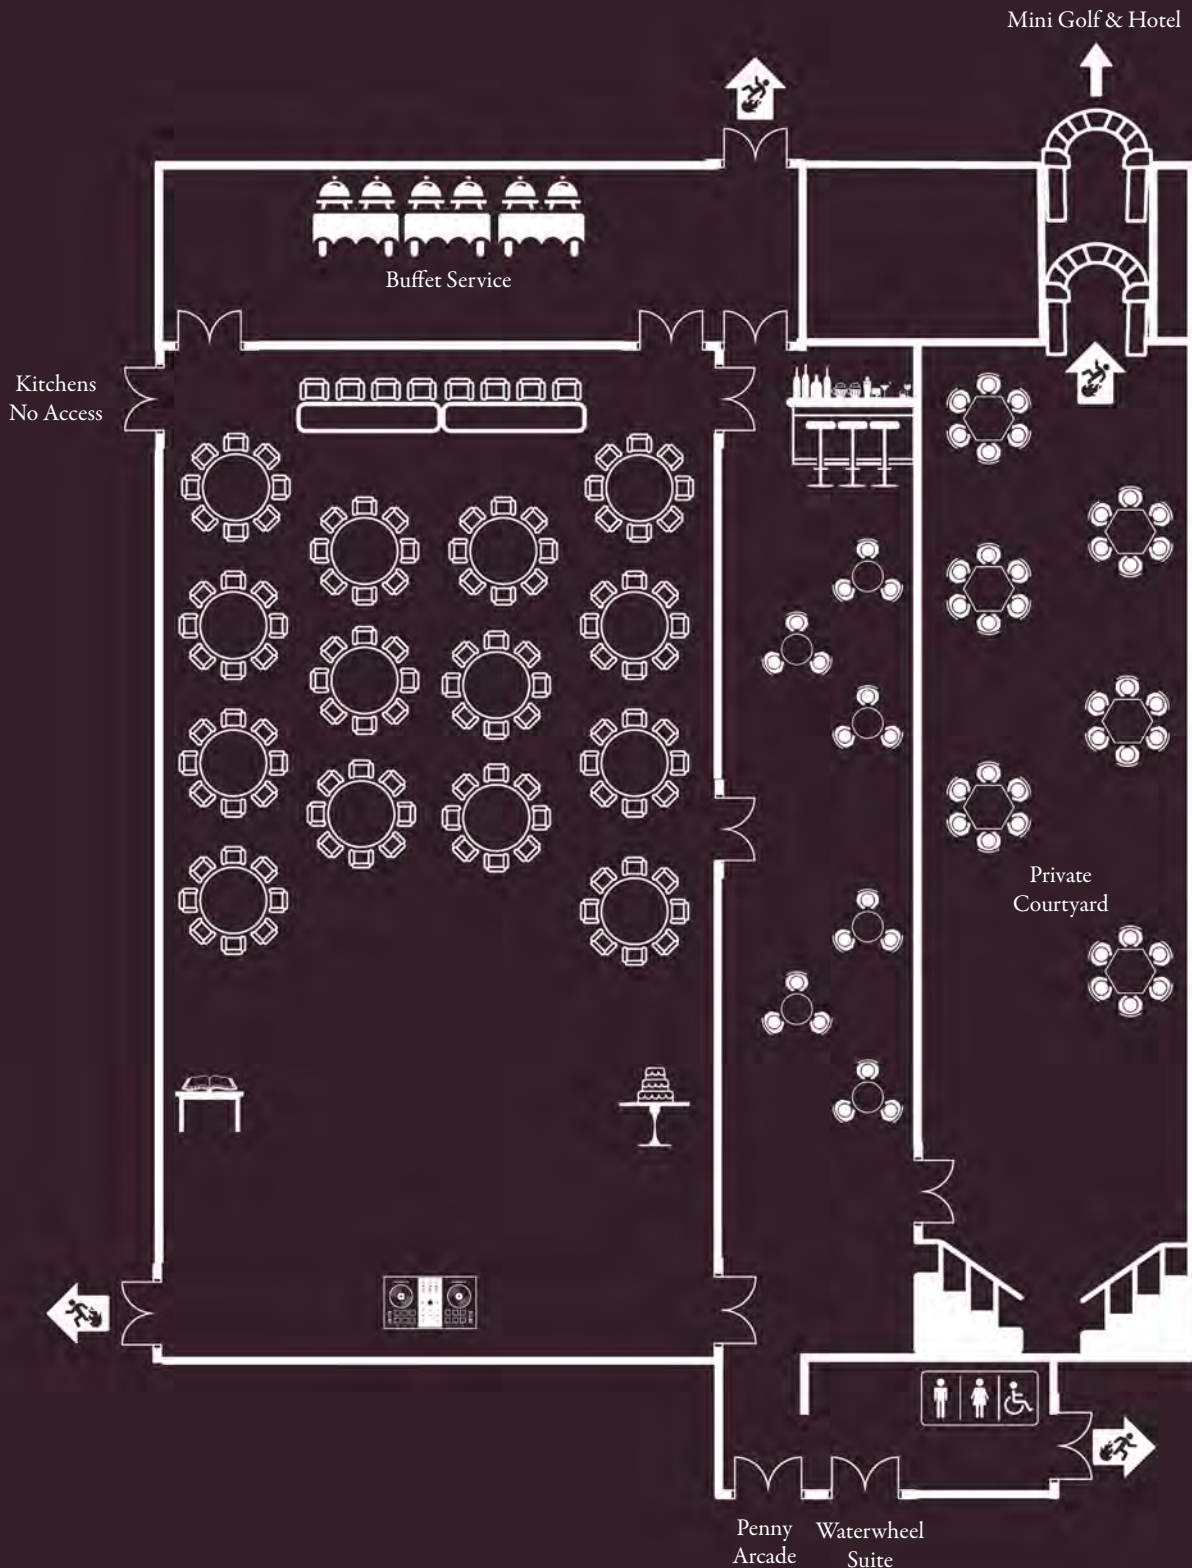 Mini Golf & Hotel
Buffet Service
Kitchens
No Access
Private
Courtyard
Penny
Arcade
Waterwheel
Suite